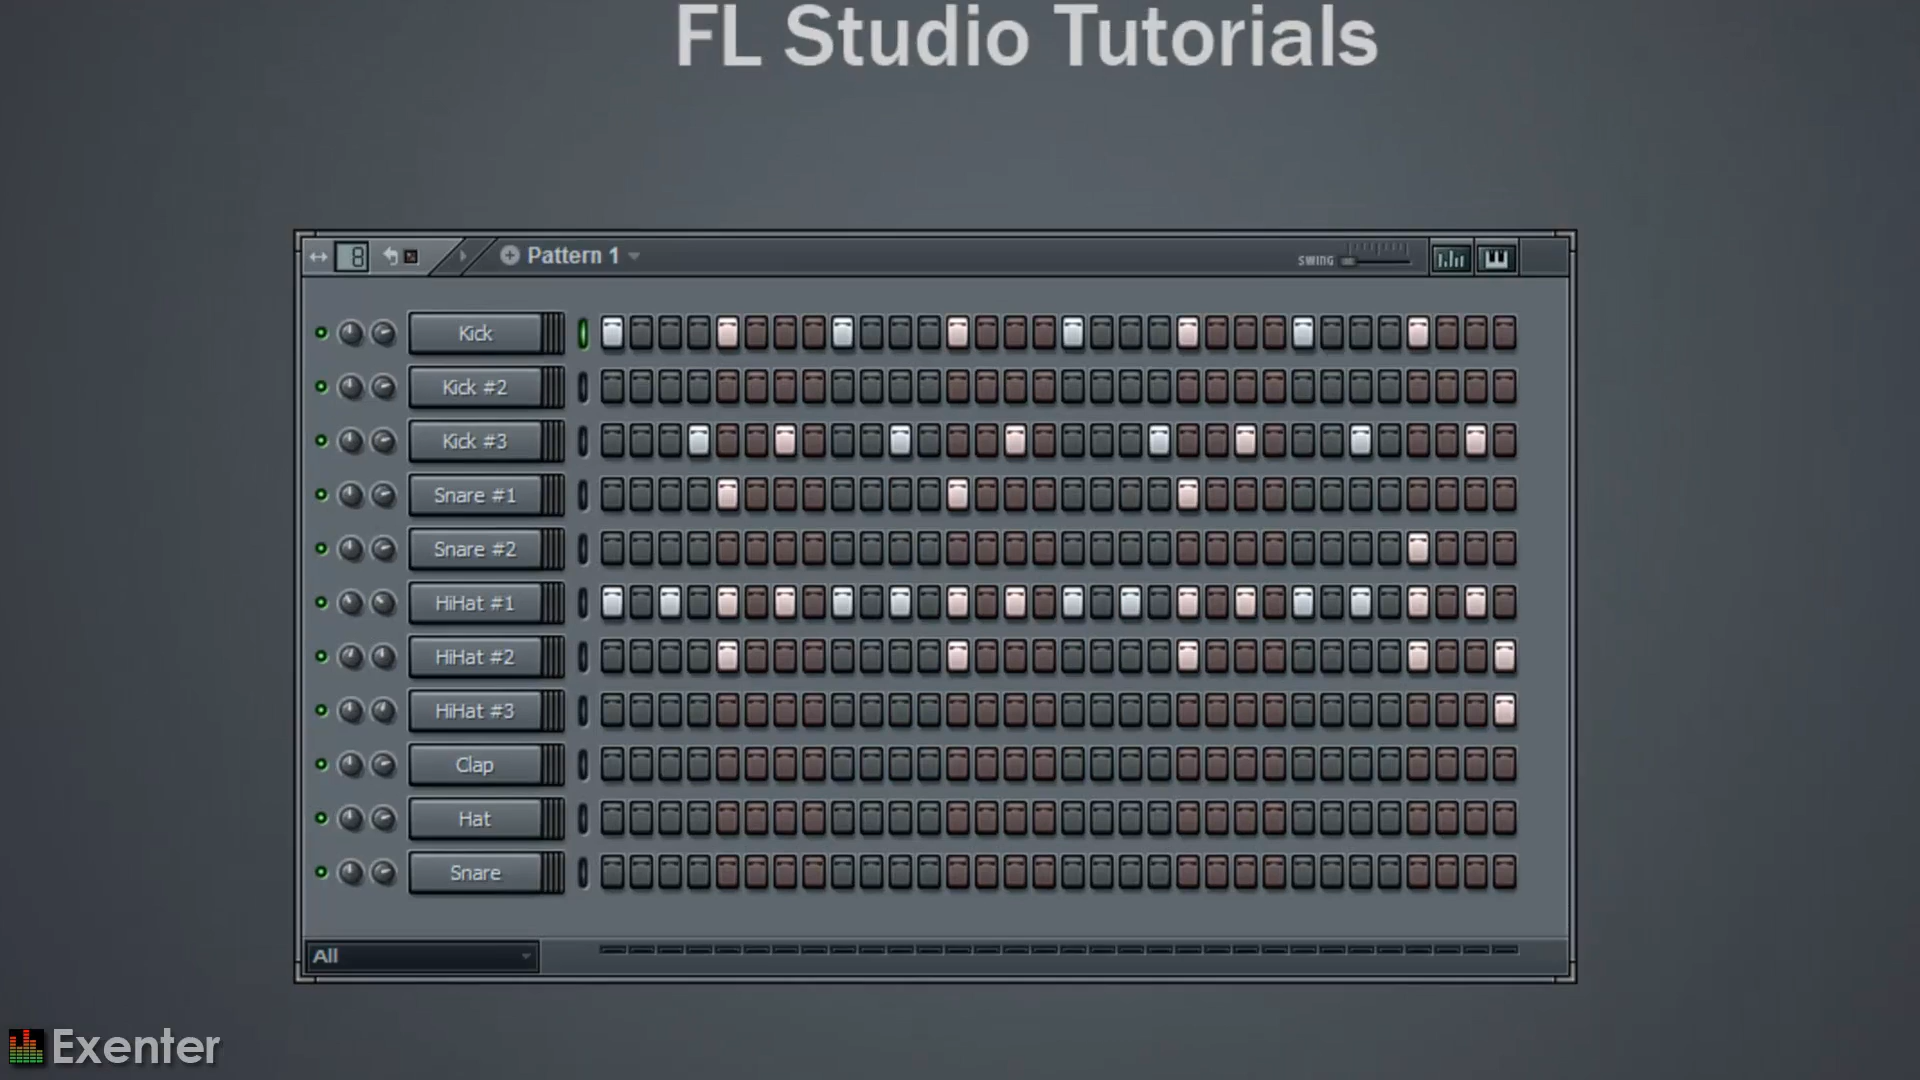 FL Studio Tutorials
8
Pattern 1
SWING
Kick
Kick #2
Kick #3
Snare #1
Snare #2
HiHat #1
HiHat #2
HiHat #3
Clap
Hat
Snare
All
Exenter